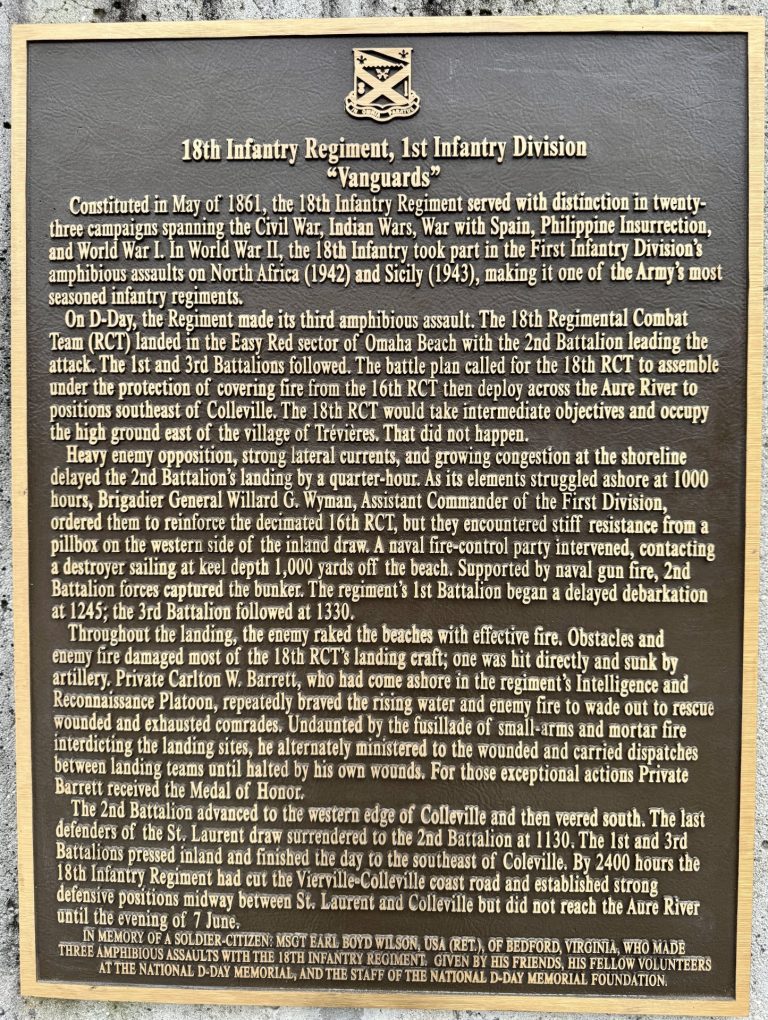 IN OMNIA PARATUS
18th Infantry Regiment, 1st Infantry Division
“Vanguards”
Constituted in May of 1861, the 18th Infantry Regiment served with distinction in twenty-
three campaigns spanning the Civil War, Indian Wars, War with Spain, Philippine Insurrection,
and World War I. In World War II, the 18th Infantry took part in the First Infantry Division’s
amphibious assaults on North Africa (1942) and Sicily (1943), making it one of the Army’s most
seasoned infantry regiments.
On D-Day, the Regiment made its third amphibious assault. The 18th Regimental Combat
Team (RCT) landed in the Easy Red sector of Omaha Beach with the 2nd Battalion leading the
attack. The 1st and 3rd Battalions followed. The battle plan called for the 18th RCT to assemble
under the protection of covering fire from the 16th RCT then deploy across the Aure River to
positions southeast of Colleville. The 18th RCT would take intermediate objectives and occupy
the high ground east of the village of Trévières. That did not happen.
Heavy enemy opposition, strong lateral currents, and growing congestion at the shoreline
delayed the 2nd Battalion’s landing by a quarter-hour. As its elements struggled ashore at 1000
hours, Brigadier General Willard G. Wyman, Assistant Commander of the First Division,
ordered them to reinforce the decimated 16th RCT, but they encountered stiff resistance from a
pillbox on the western side of the inland draw. A naval fire-control party intervened, contacting
a destroyer sailing at keel depth 1,000 yards off the beach. Supported by naval gun fire, 2nd
Battalion forces captured the bunker. The regiment’s 1st Battalion began a delayed debarkation
at 1245; the 3rd Battalion followed at 1330.
Throughout the landing, the enemy raked the beaches with effective fire. Obstacles and
enemy fire damaged most of the 18th RCT’s landing craft; one was hit directly and sunk by
artillery. Private Carlton W. Barrett, who had come ashore in the regiment’s Intelligence and
Reconnaissance Platoon, repeatedly braved the rising water and enemy fire to wade out to rescue
wounded and exhausted comrades. Undaunted by the fusillade of small-arms and mortar fire
interdicting the landing sites, he alternately ministered to the wounded and carried dispatches
between landing teams until halted by his own wounds. For those exceptional actions Private
Barrett received the Medal of Honor.
The 2nd Battalion advanced to the western edge of Colleville and then veered south. The last
defenders of the St. Laurent draw surrendered to the 2nd Battalion at 1130. The 1st and 3rd
Battalions pressed inland and finished the day to the southeast of Coleville. By 2400 hours the
18th Infantry Regiment had cut the Vierville-Colleville coast road and established strong
defensive positions midway between St. Laurent and Colleville but did not reach the Aure River
until the evening of 7 June.
IN MEMORY OF A SOLDIER-CITIZEN: MSGT EARL BOYD WILSON, USA (RET.), OF BEDFORD, VIRGINIA, WHO MADE
THREE AMPHIBIOUS ASSAULTS WITH THE 18TH INFANTRY REGIMENT. GIVEN BY HIS FRIENDS, HIS FELLOW VOLUNTEERS
AT THE NATIONAL D-DAY MEMORIAL, AND THE STAFF OF THE NATIONAL D-DAY MEMORIAL FOUNDATION.